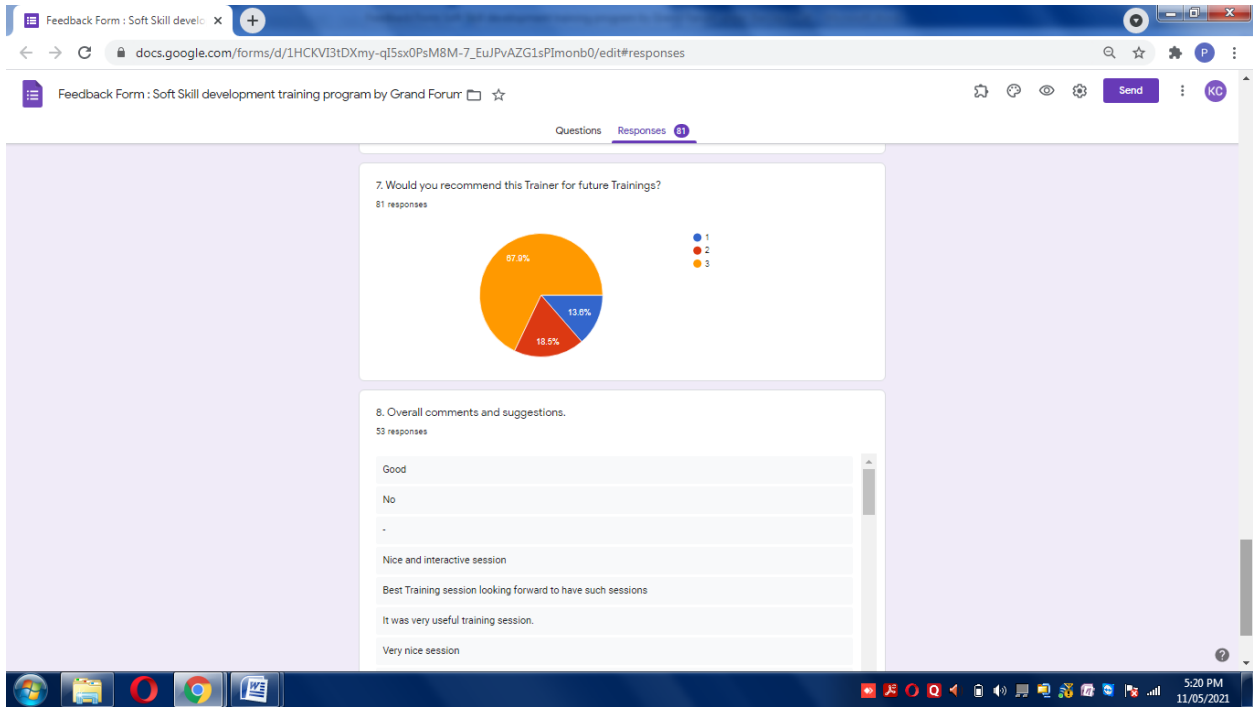 Feedback Form : Soft Skill develo
docs.google.com/forms/d/1HCKVI3tDXmy-qI5sx0PsM8M-7_EuJPvAZG1sPImonb0/edit#responses
P
Feedback Form : Soft Skill development training program by Grand Forum
Send
KC
Questions Responses 81
7. Would you recommend this Trainer for future Trainings?
81 responses
1
2
3
67.9%
13.6%
18.5%
8. Overall comments and suggestions.
53 responses
Good
No
-
Nice and interactive session
Best Training session looking forward to have such sessions
It was very useful training session.
Very nice session
5:20 PM
11/05/2021